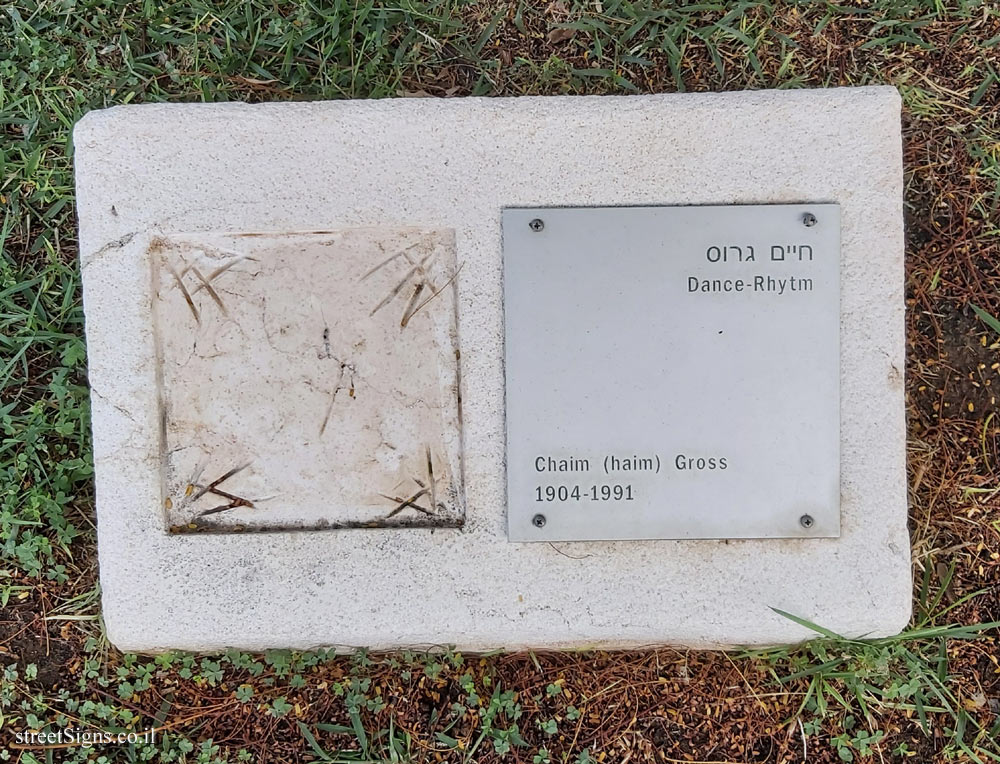 חיים גרוס
Dance-Rhytm
Chaim (haim) Gross
1904-1991
streetSigns.co.il